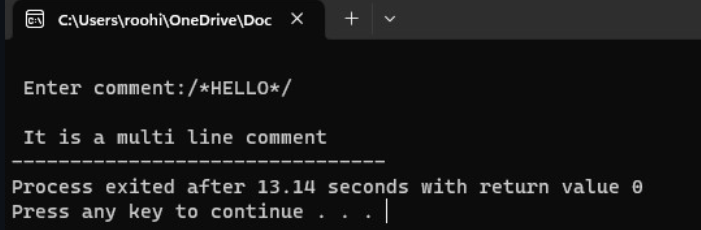 C:\Users\roohi\OneDrive\Doc
Enter comment:/*HELLO*/
It is a multi line comment
--------------------------------
Process exited after 13.14 seconds with return value 0
Press any key to continue . . .